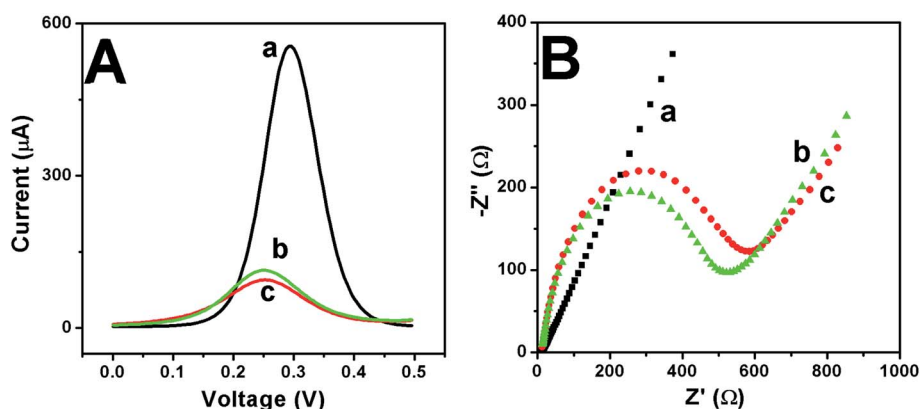 A
600
300
0
Current (μA)
a
b
c
0.0 0.1 0.2 0.3 0.4 0.5
Voltage (V)
B
400
300
200
100
0
-Z'' (Ω)
a
b
c
0 200 400 600 800 1000
Z' (Ω)